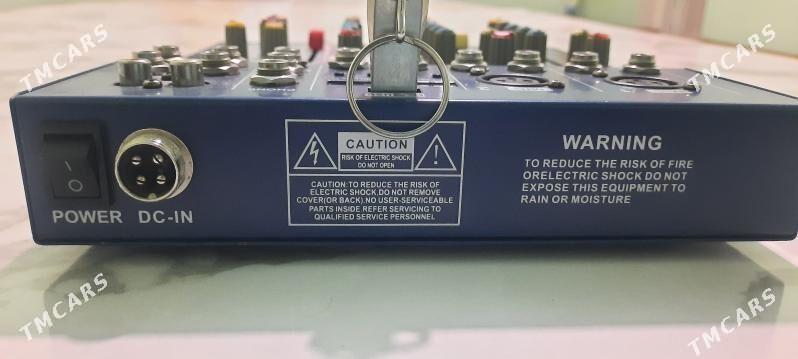 TMCARS
TMCARS
PHONES
CAUTION
RISK OF ELECTRIC SHOCK
DO NOT OPEN
CAUTION:TO REDUCE THE RISK OF
ELECTRIC SHOCK,DO NOT REMOVE
COVER(OR BACK).NO USER-SERVICEABLE
PARTS INSIDE.REFER SERVICING TO
QUALIFIED SERVICE PERSONNEL
WARNING
TO REDUCE THE RISK OF FIRE
ORELECTRIC SHOCK DO NOT
EXPOSE THIS EQUIPMENT TO
RAIN OR MOISTURE
POWER DC-IN
TMCARS
TMCARS